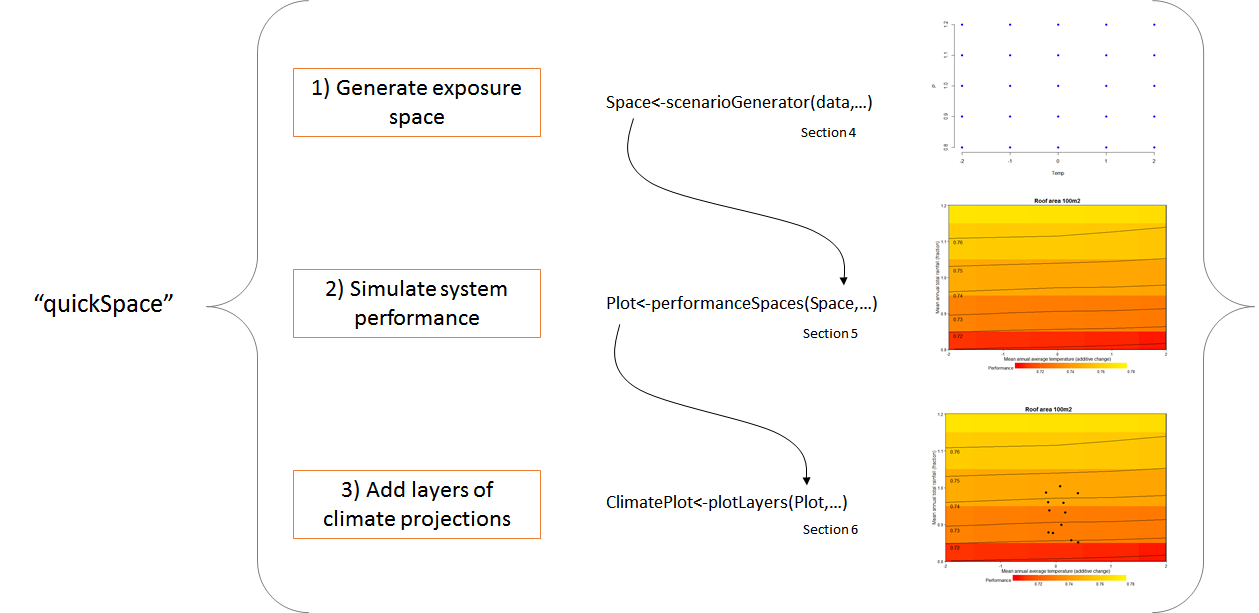 “quickSpace”
1) Generate exposure
space
Space<-scenarioGenerator(data,...)
Section 4
1.2
1.1
1.0
0.9
0.8
P
-2 -1 0 1 2
Temp
2) Simulate system
performance
Plot<-performanceSpaces(Space,...)
Section 5
Roof area 100m2
Mean annual total rainfall (fraction)
1.2
1.1
1.0
0.9
0.76
0.75
0.74
0.73
0.72
-2 -1 0 1 2
Mean annual average temperature (additive change)
Performance
0.72 0.74 0.76 0.78
3) Add layers of
climate projections
ClimatePlot<-plotLayers(Plot,...)
Section 6
Roof area 100m2
Mean annual total rainfall (fraction)
1.2
1.1
1.0
0.9
0.76
0.75
0.74
0.73
0.72
-2 -1 0 1 2
Mean annual average temperature (additive change)
Performance
0.72 0.74 0.76 0.78